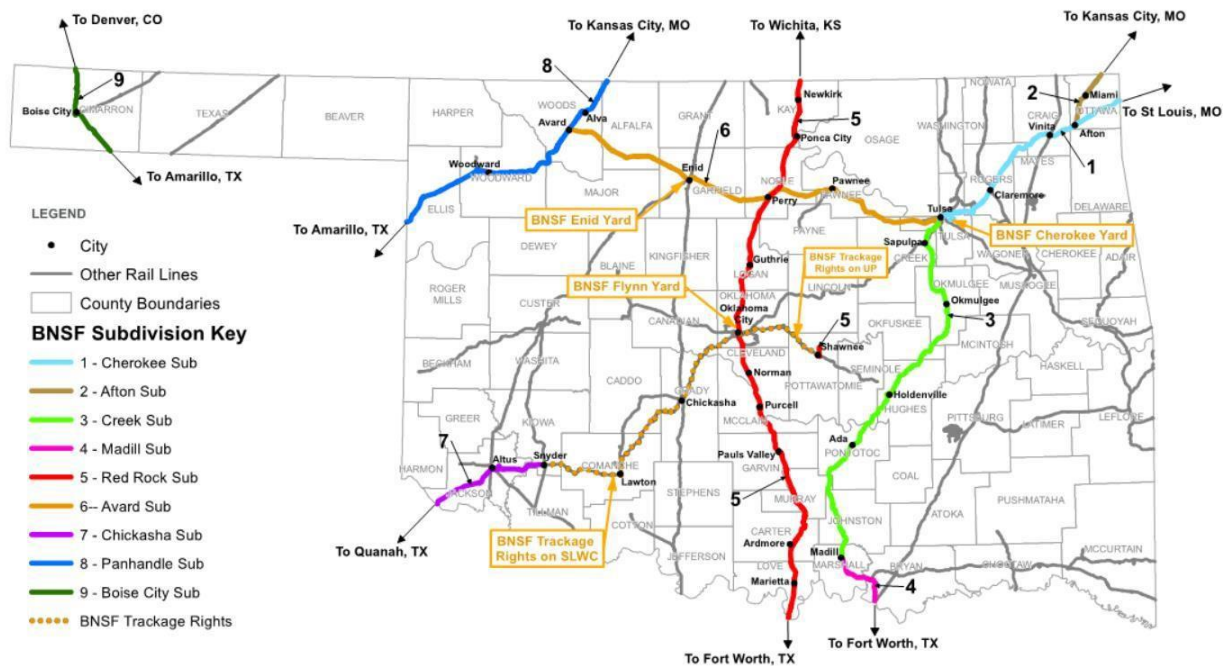 To Denver, CO
To Kansas City, MO
To Wichita, KS
To Kansas City, MO
9
8
2
Boise City
CIMARRON
TEXAS
BEAVER
HARPER
WOODS
Alva
ALFALFA
GRANT
Newkirk
KAY
5
NOWATA
Miami
OTTAWA
To St Louis, MO
Avard
6
Ponca City
OSAGE
WASHINGTON
CRAIG
Vinita
Afton
1
To Amarillo, TX
Woodward
WOODWARD
Enid
GARFIELD
NOBLE
Pawnee
PAWNEE
MAYES
ROGERS
Claremore
DELAWARE
ELLIS
MAJOR
BNSF Enid Yard
Perry
Tulsa
TULSA
BNSF Cherokee Yard
To Amarillo, TX
DEWEY
KINGFISHER
PAYNE
Sapulpa
CREEK
WAGONER
CHEROKEE
ADAIR
LEGEND
City
Other Rail Lines
County Boundaries
BNSF Subdivision Key
1 - Cherokee Sub
2 - Afton Sub
3 - Creek Sub
4 - Madill Sub
5 - Red Rock Sub
6-- Avard Sub
7 - Chickasha Sub
8 - Panhandle Sub
9 - Boise City Sub
BNSF Trackage Rights
BLAINE
Guthrie
LOGAN
BNSF Trackage
Rights on UP
ROGER
MILLS
CUSTER
BNSF Flynn Yard
LINCOLN
OKMULGEE
MUSKOGEE
OKLAHOMA
Oklahoma
City
Okmulgee
3
CANADIAN
5
OKFUSKEE
SEQUOYAH
BECKHAM
WASHITA
CLEVELAND
Shawnee
MCINTOSH
HASKELL
CADDO
GRADY
Norman
SEMINOLE
POTTAWATOMIE
Chickasha
Purcell
Holdenville
HUGHES
GREER
KIOWA
MCCLAIN
PITTSBURG
LATIMER
LEFLORE
7
Altus
Snyder
COMANCHE
Lawton
Pauls Valley
GARVIN
Ada
PONTOTOC
HARMON
JACKSON
COAL
STEPHENS
5
MURRAY
PUSHMATAHA
TILLMAN
COTTON
JOHNSTON
ATOKA
BNSF Trackage
Rights on SLWC
CARTER
To Quanah, TX
Ardmore
Madill
MCCURTAIN
JEFFERSON
LOVE
MARSHALL
BRYAN
CHOCTAW
Marietta
4
To Fort Worth, TX
To Fort Worth, TX